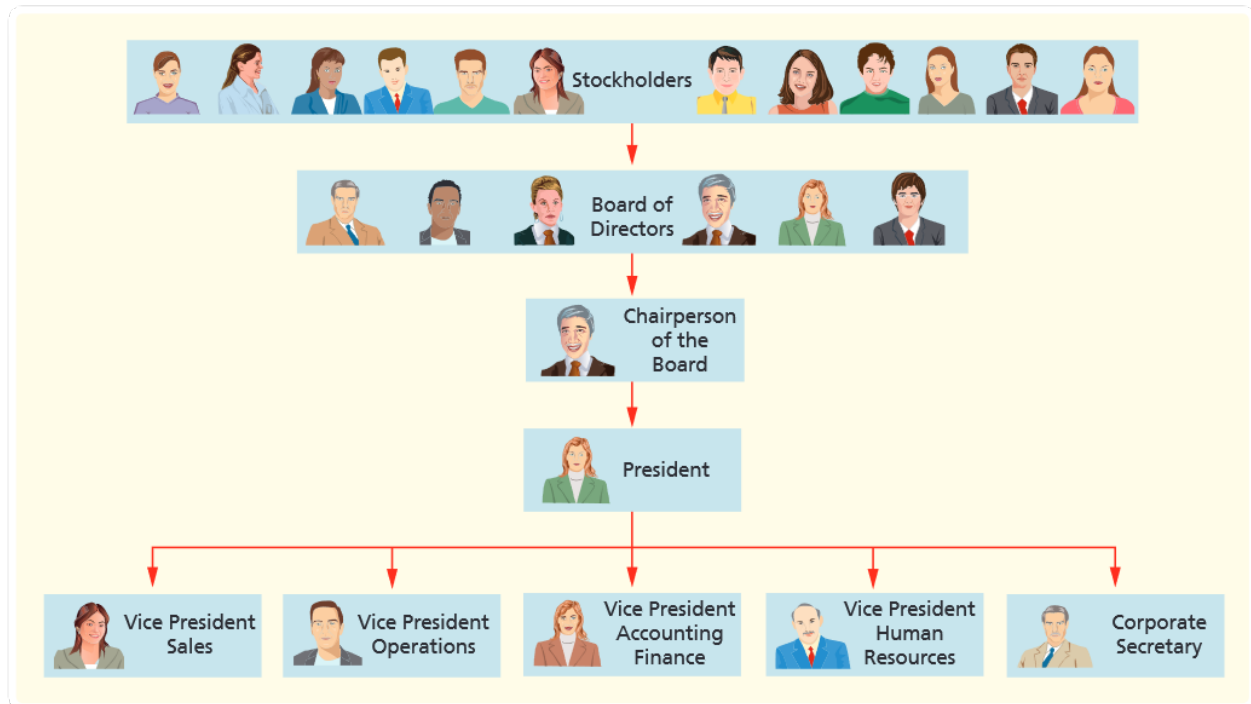 Stockholders
Board of
Directors
Chairperson
of the
Board
President
Vice President
Sales
Vice President
Operations
Vice President
Accounting
Finance
Vice President
Human
Resources
Corporate
Secretary